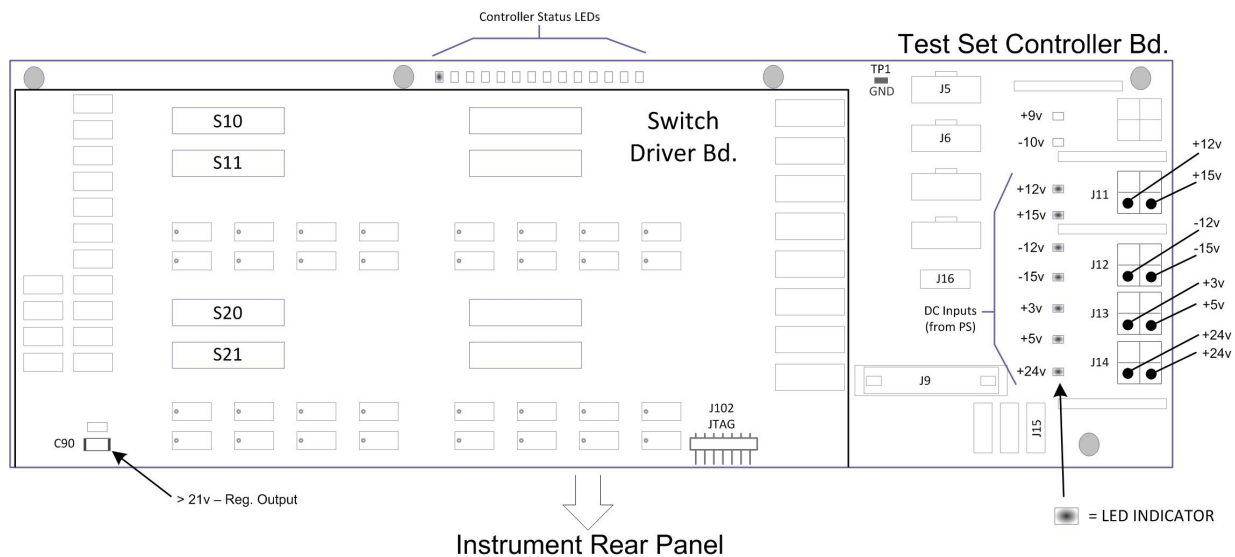 Controller Status LEDs
Test Set Controller Bd.
TP1
GND
J5
+9v
J6
-10v
S10
S11
Switch
Driver Bd.
+12v
+15v
+12v
J11
+15v
-12v
-15v
-12v
J12
-15v
+3v
+5v
J16
DC Inputs
(from PS)
+3v
J13
+5v
+24v
+24v
+24v
J14
S20
S21
J9
J102
JTAG
J15
C90
> 21v – Reg. Output
= LED INDICATOR
Instrument Rear Panel